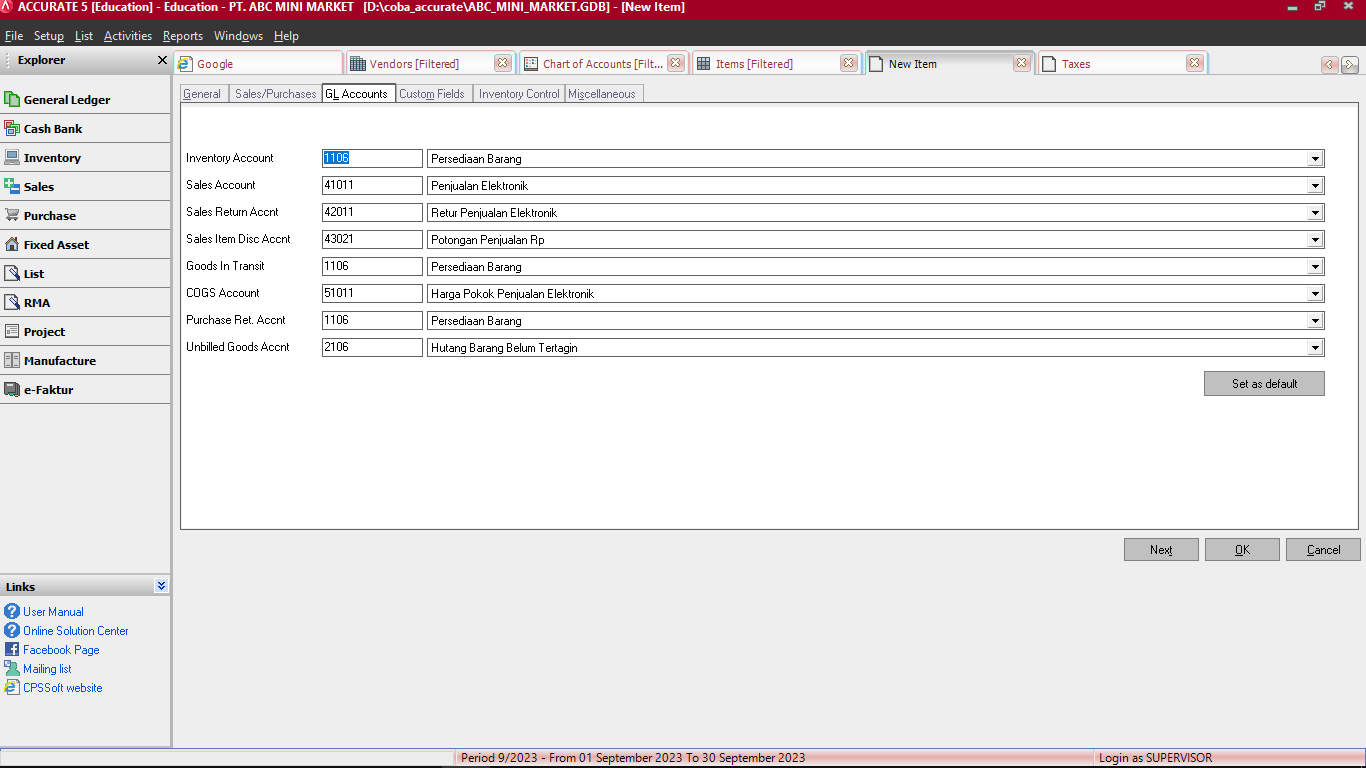 ACCURATE 5 [Education] - Education - PT. ABC MINI MARKET [D:\coba_accurate\ABC_MINI_MARKET.GDB] - [New Item]
File Setup List Activities Reports Windows Help
Explorer
Google Vendors [Filtered] Chart of Accounts [Filt... Items [Filtered] New Item Taxes
General Sales/Purchases GL Accounts Custom Fields Inventory Control Miscellaneous
General Ledger
Cash Bank
Inventory
Sales
Purchase
Fixed Asset
List
RMA
Project
Manufacture
e-Faktur
Inventory Account 1106 Persediaan Barang
Sales Account 41011 Penjualan Elektronik
Sales Return Accnt 42011 Retur Penjualan Elektronik
Sales Item Disc Accnt 43021 Potongan Penjualan Rp
Goods In Transit 1106 Persediaan Barang
COGS Account 51011 Harga Pokok Penjualan Elektronik
Purchase Ret. Accnt 1106 Persediaan Barang
Unbilled Goods Accnt 2106 Hutang Barang Belum Tertagin
Set as default
Next OK Cancel
Links
User Manual
Online Solution Center
Facebook Page
Mailing list
CPSSoft website
Period 9/2023 - From 01 September 2023 To 30 September 2023 Login as SUPERVISOR